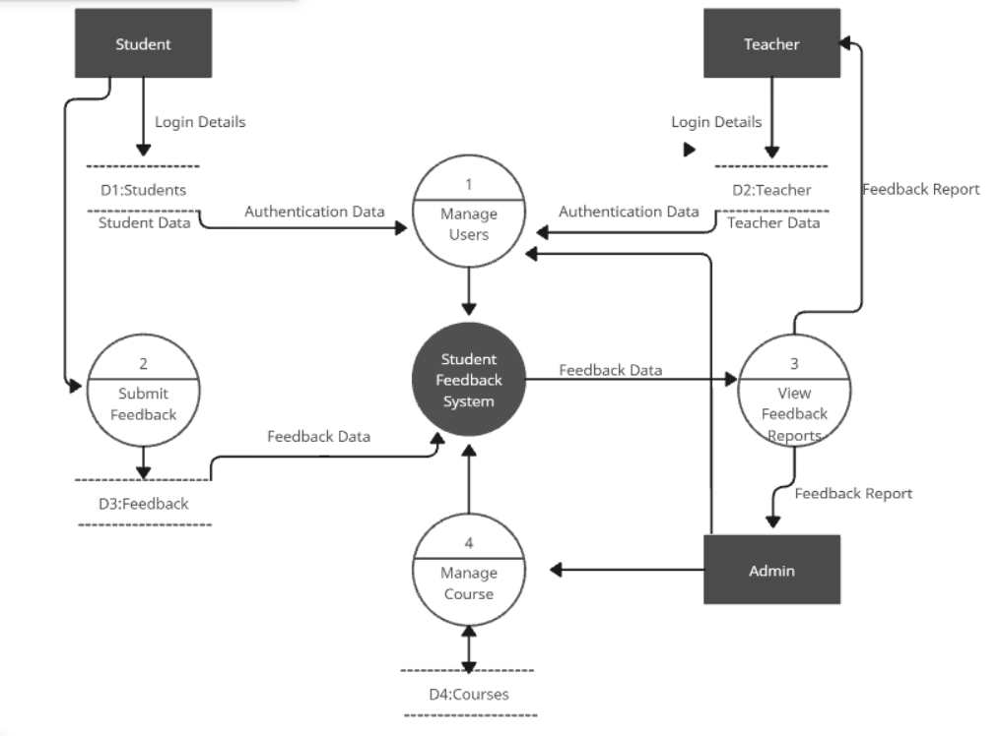 Student
Teacher
Login Details
Login Details
D1:Students
D2:Teacher
Feedback Report
Student Data
Authentication Data
1
Manage
Users
Authentication Data
Teacher Data
2
Submit
Feedback
Student
Feedback
System
Feedback Data
3
View
Feedback
Reports
Feedback Data
D3:Feedback
Feedback Report
4
Manage
Course
Admin
D4:Courses